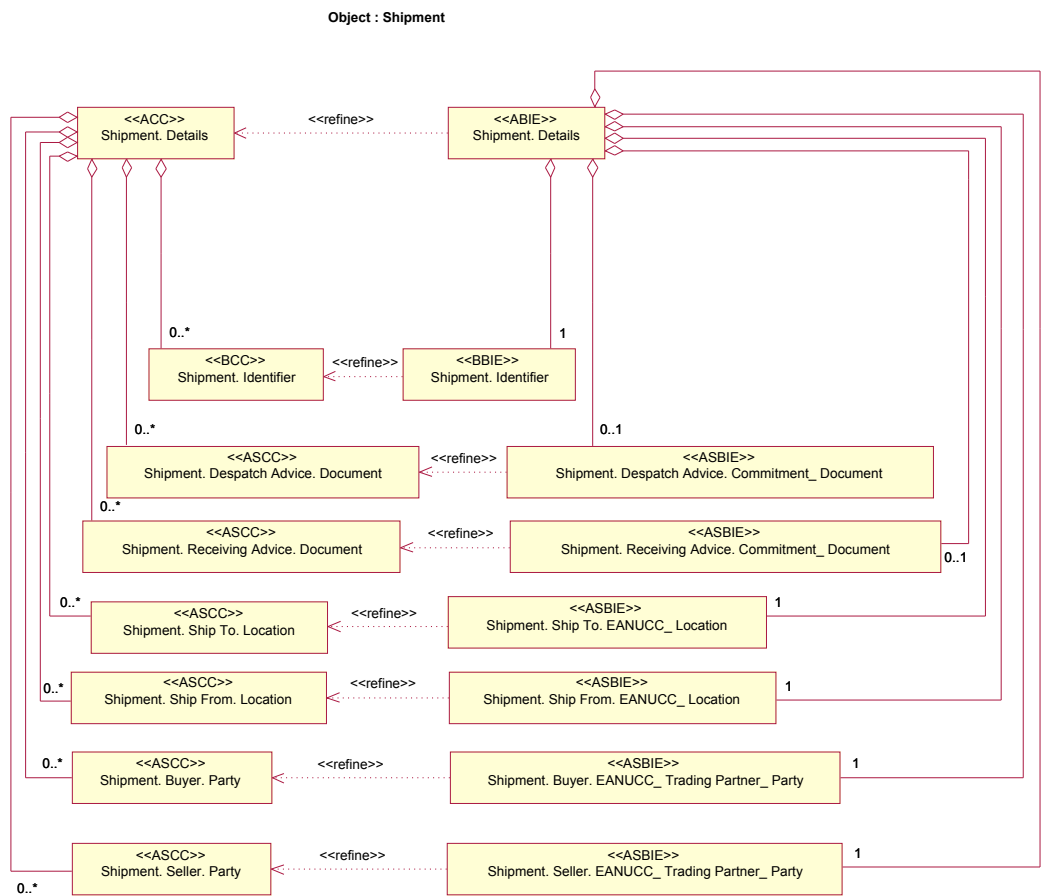 Object : Shipment
<<ACC>>
Shipment. Details
<<refine>>
<<ABIE>>
Shipment. Details
0..*
1
<<BCC>>
Shipment. Identifier
<<refine>>
<<BBIE>>
Shipment. Identifier
0..*
0..1
<<ASCC>>
Shipment. Despatch Advice. Document
<<refine>>
<<ASBIE>>
Shipment. Despatch Advice. Commitment_ Document
0..*
<<ASCC>>
Shipment. Receiving Advice. Document
<<refine>>
<<ASBIE>>
Shipment. Receiving Advice. Commitment_ Document
0..1
0..*
<<ASCC>>
Shipment. Ship To. Location
<<refine>>
<<ASBIE>>
Shipment. Ship To. EANUCC_ Location
1
0..*
<<ASCC>>
Shipment. Ship From. Location
<<refine>>
<<ASBIE>>
Shipment. Ship From. EANUCC_ Location
1
0..*
<<ASCC>>
Shipment. Buyer. Party
<<refine>>
<<ASBIE>>
Shipment. Buyer. EANUCC_ Trading Partner_ Party
1
0..*
<<ASCC>>
Shipment. Seller. Party
<<refine>>
<<ASBIE>>
Shipment. Seller. EANUCC_ Trading Partner_ Party
1